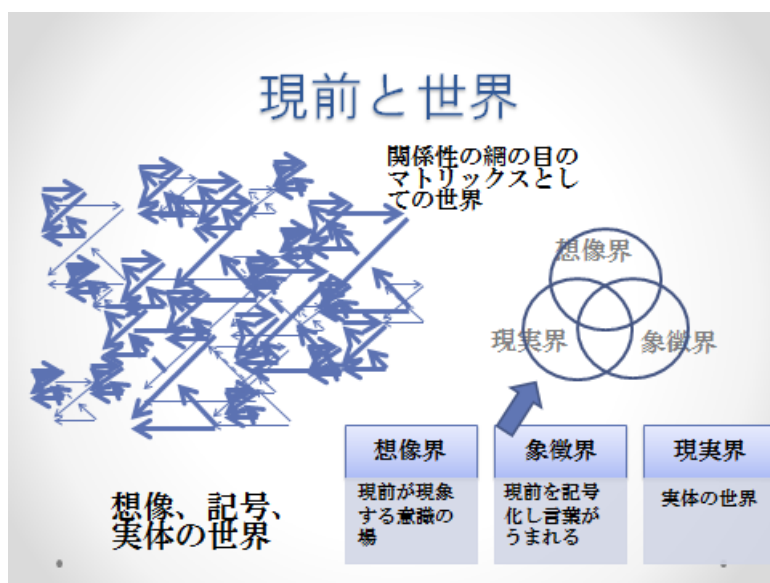 現前と世界
関係性の網の目の
マトリックスとし
ての世界
想像界
現実界
象徴界
想像、記号、
実体の世界
想像界
現前が現象
する意識の
場
象徴界
現前を記号
化し言葉が
うまれる
現実界
実体の世界